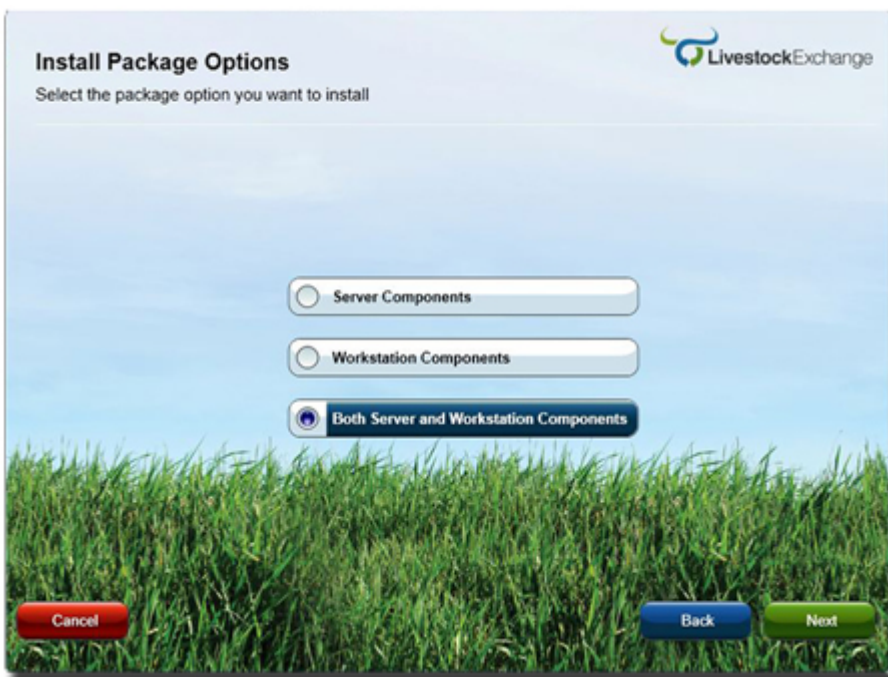 Install Package Options
Select the package option you want to install
LivestockExchange
Server Components
Workstation Components
Both Server and Workstation Components
Cancel
Back
Next